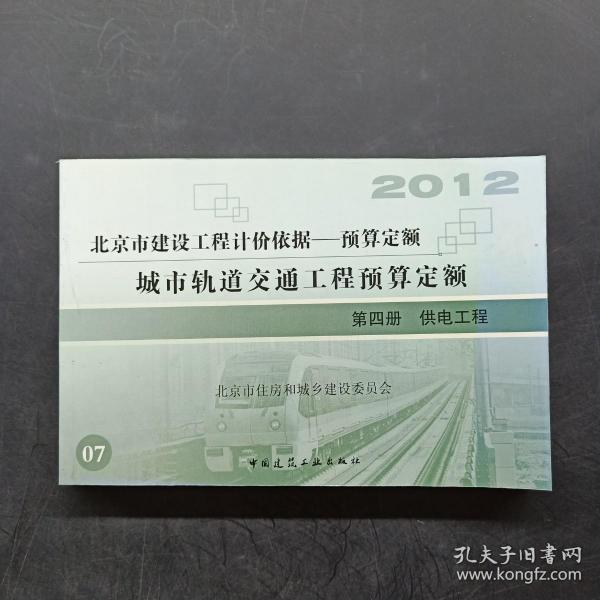 2012
北京市建设工程计价依据——预算定额
城市轨道交通工程预算定额
第四册 供电工程
北京市住房和城乡建设委员会
07
中国建筑工业出版社
孔夫子旧书网
www.kongfz.com